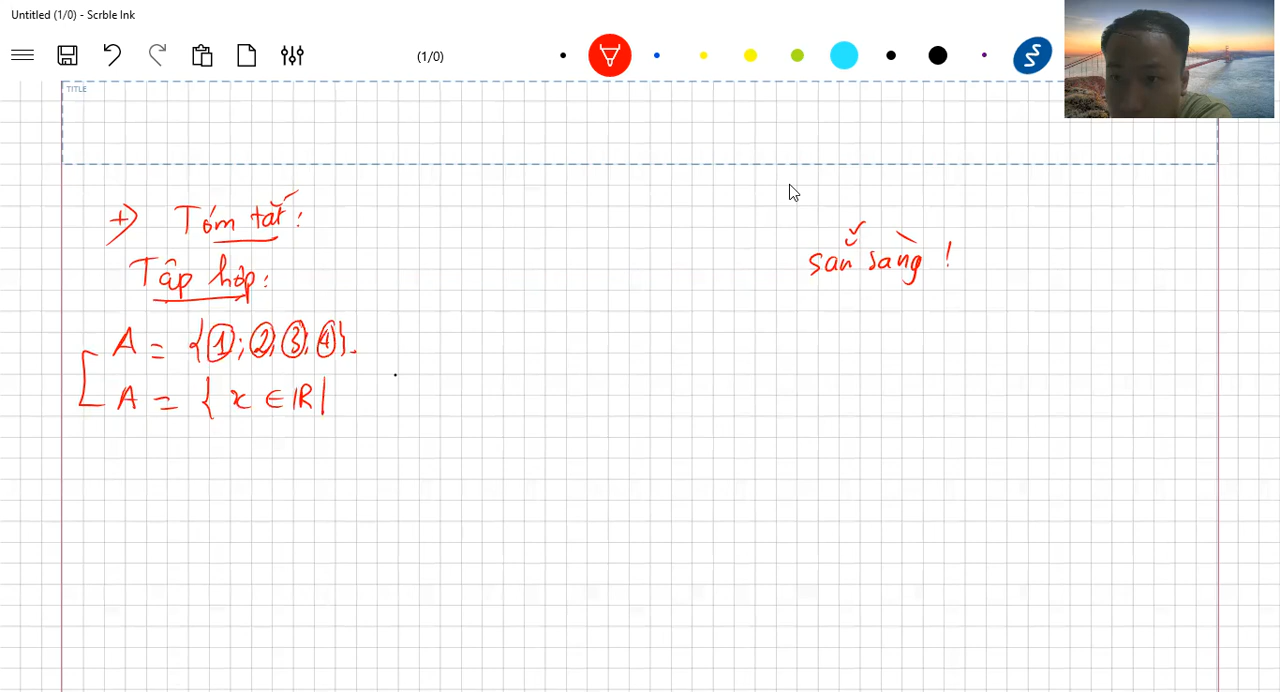 Untitled (1/0) - Scrble Ink
(1/0)
TITLE
+) Tóm tắt:
sẵn sàng !
Tập hợp:
A = {1; 2; 3; 4}.
A = { x ∈ ℝ |